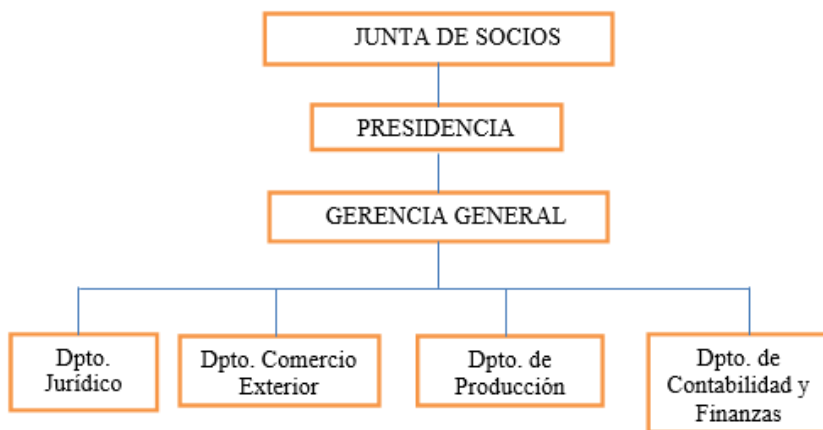 JUNTA DE SOCIOS
PRESIDENCIA
GERENCIA GENERAL
Dpto.
Jurídico
Dpto. Comercio
Exterior
Dpto. de
Producción
Dpto. de
Contabilidad y
Finanzas